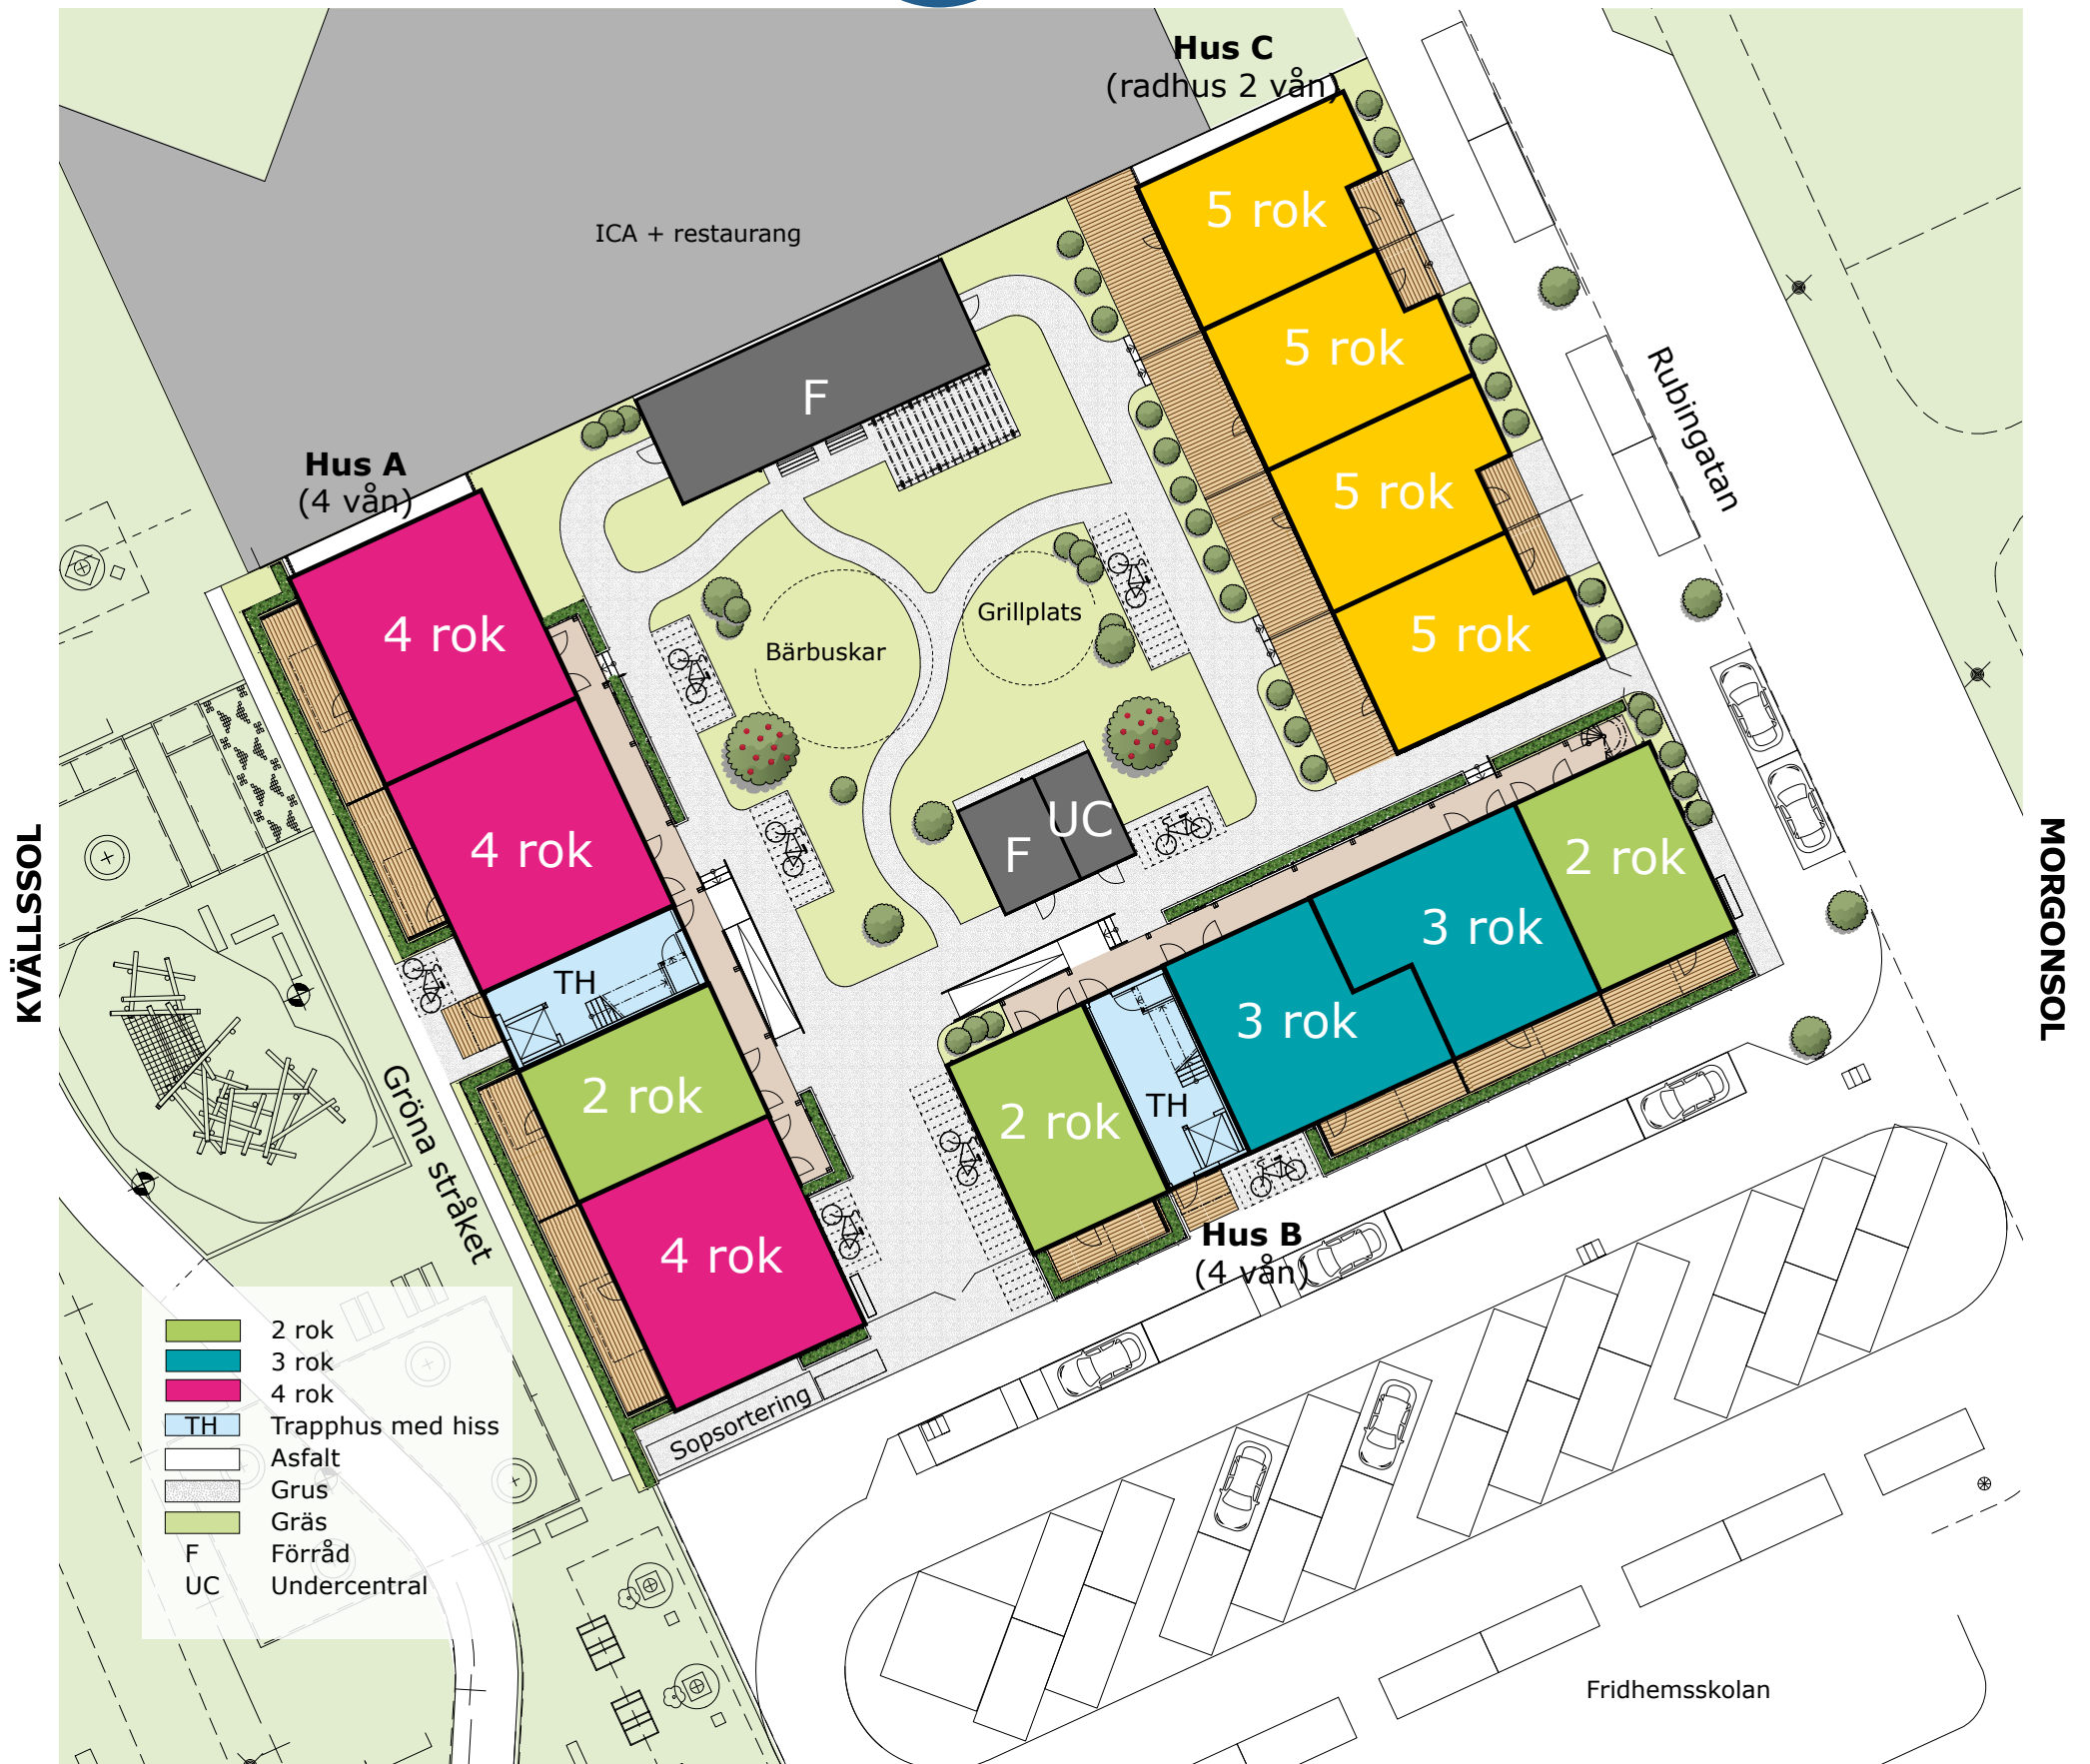 Hus C
(radhus 2 vån)
5 rok
ICA + restaurang
5 rok
Rubingatan
F
Hus A
(4 vån)
5 rok
4 rok
Grillplats
5 rok
Bärbuskar
4 rok
UC
F
2 rok
KVÄLLSSOL
MORGONSOL
3 rok
TH
3 rok
2 rok
TH
2 rok
Gröna stråket
4 rok
Hus B
(4 vån)
Sopsortering
2 rok
3 rok
4 rok
TH Trapphus med hiss
Asfalt
Grus
Gräs
F Förråd
UC Undercentral
Fridhemsskolan